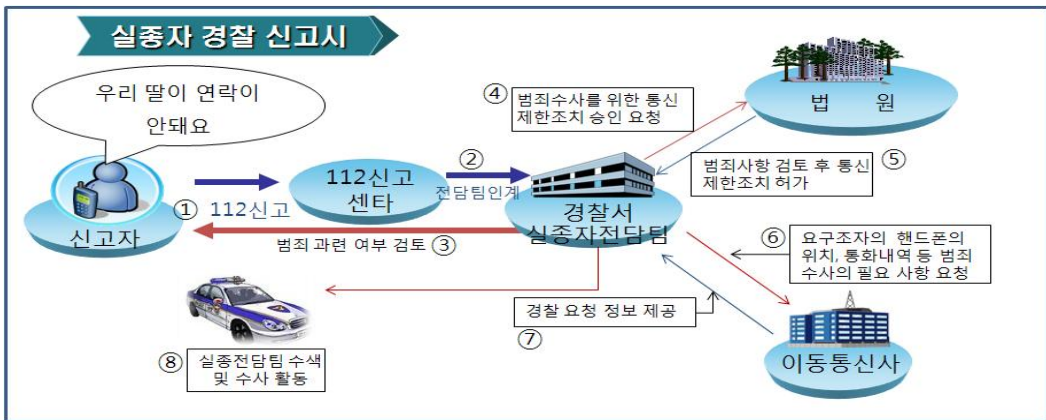 실종자 경찰 신고시
우리 딸이 연락이
안돼요
신고자
①
112신고
112신고
센타
②
전담팀인계
경찰서
실종자전담팀
범죄 과련 여부 검토 ③
④
범죄수사를 위한 통신
제한조치 승인 요청
법 원
범죄사항 검토 후 통신
제한조치 허가
⑤
⑥
요구조자의 핸드폰의
위치, 통화내역 등 범죄
수사의 필요 사항 요청
경찰 요청 정보 제공
⑦
이동통신사
⑧
실종전담팀 수색
및 수사 활동